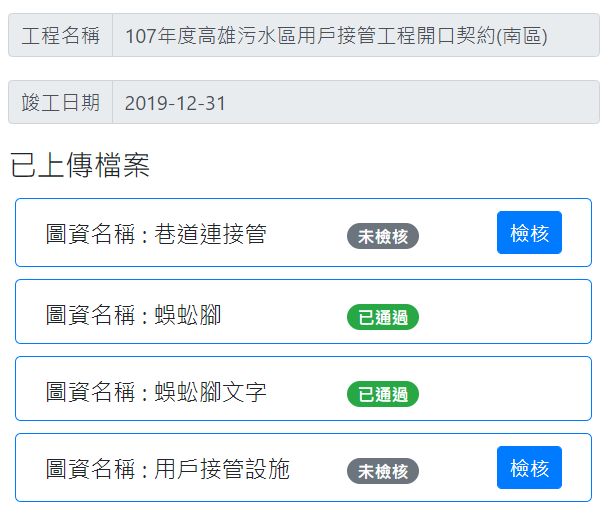 工程名稱 107年度高雄污水區用戶接管工程開口契約(南區)
竣工日期 2019-12-31
已上傳檔案
圖資名稱 : 巷道連接管 未檢核 檢核
圖資名稱 : 蜈蚣腳 已通過
圖資名稱 : 蜈蚣腳文字 已通過
圖資名稱 : 用戶接管設施 未檢核 檢核